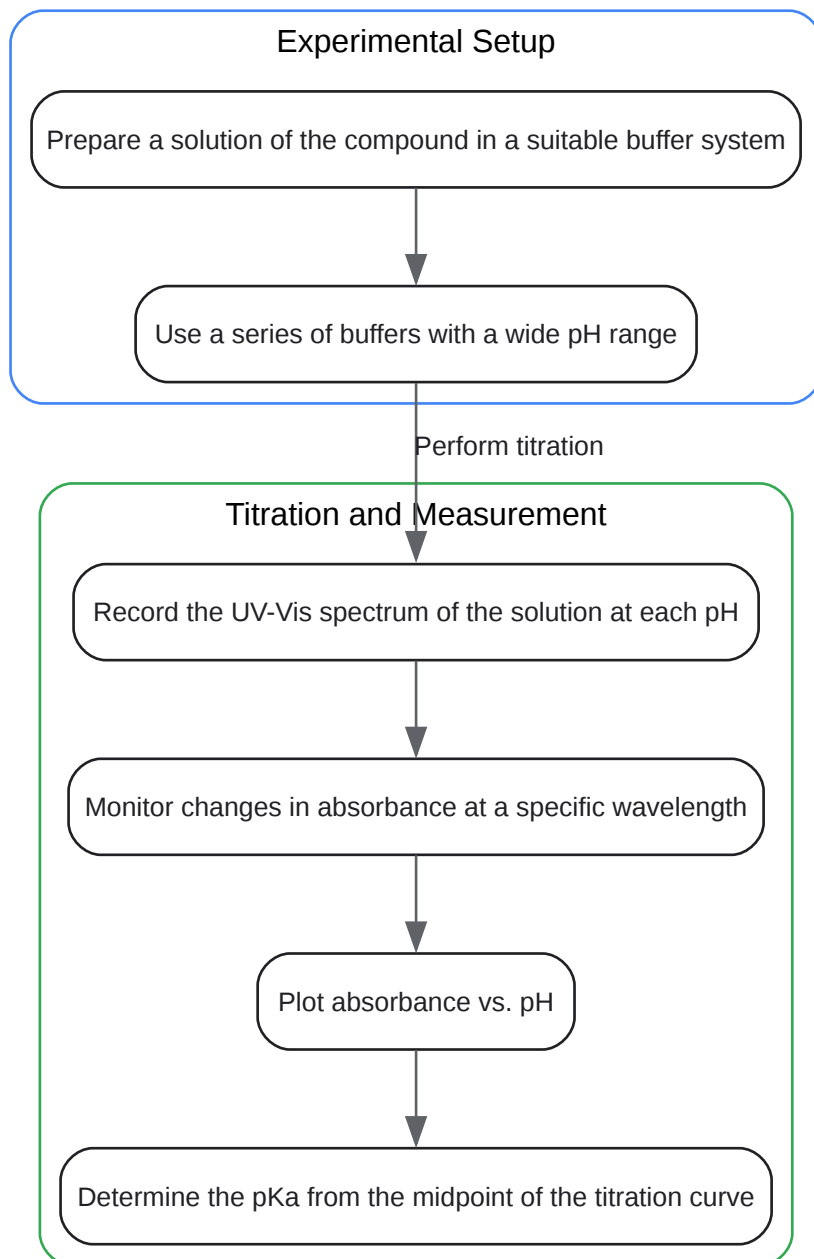 Experimental Setup
Prepare a solution of the compound in a suitable buffer system
Use a series of buffers with a wide pH range
Perform titration
Titration and Measurement
Record the UV-Vis spectrum of the solution at each pH
Monitor changes in absorbance at a specific wavelength
Plot absorbance vs. pH
Determine the pKa from the midpoint of the titration curve